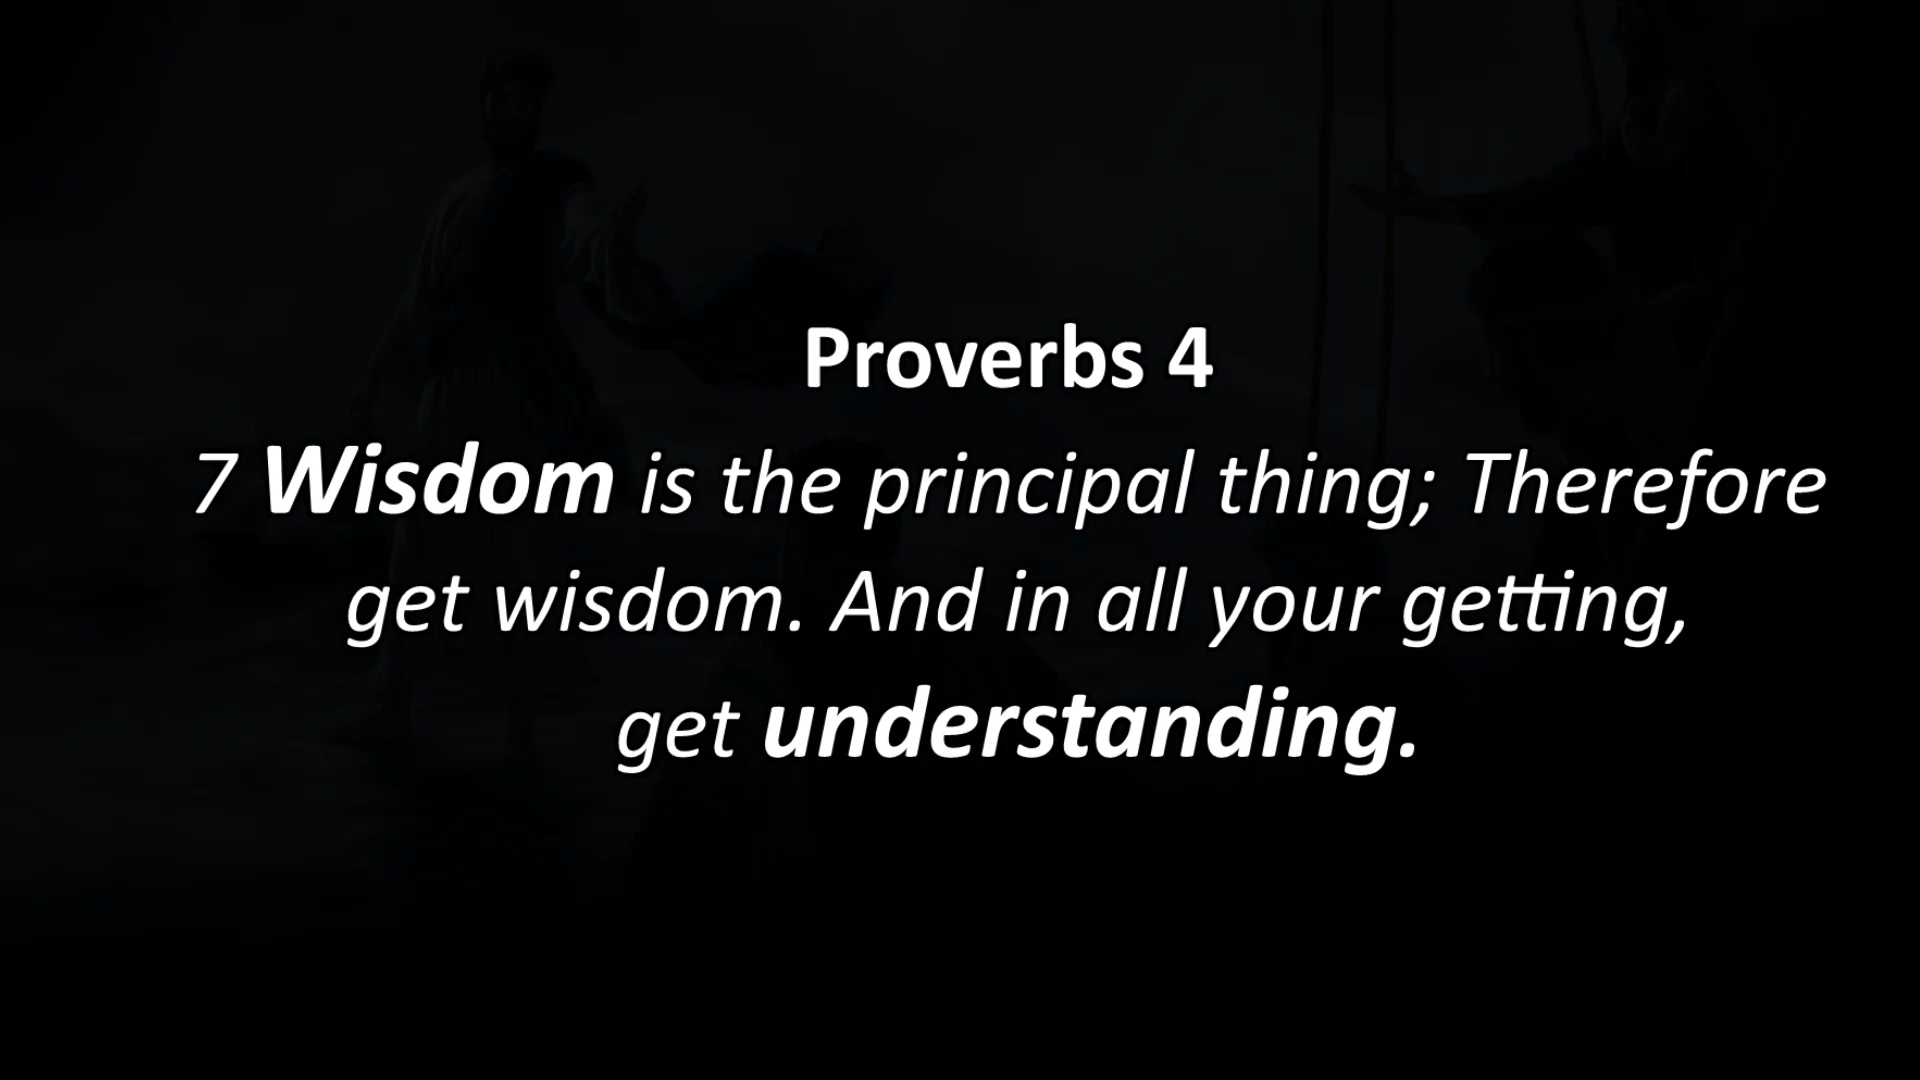 Proverbs 4
7 Wisdom is the principal thing; Therefore
get wisdom. And in all your getting,
get understanding.